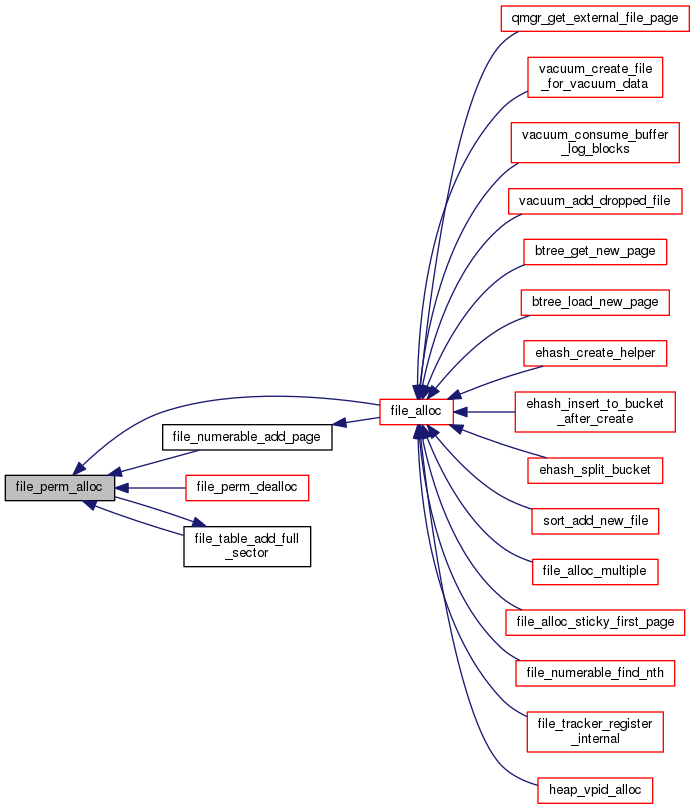 qmgr_get_external_file_page
vacuum_create_file
_for_vacuum_data
vacuum_consume_buffer
_log_blocks
vacuum_add_dropped_file
btree_get_new_page
btree_load_new_page
ehash_create_helper
file_alloc
ehash_insert_to_bucket
_after_create
file_numerable_add_page
ehash_split_bucket
file_perm_alloc
file_perm_dealloc
sort_add_new_file
file_table_add_full
_sector
file_alloc_multiple
file_alloc_sticky_first_page
file_numerable_find_nth
file_tracker_register
_internal
heap_vpid_alloc